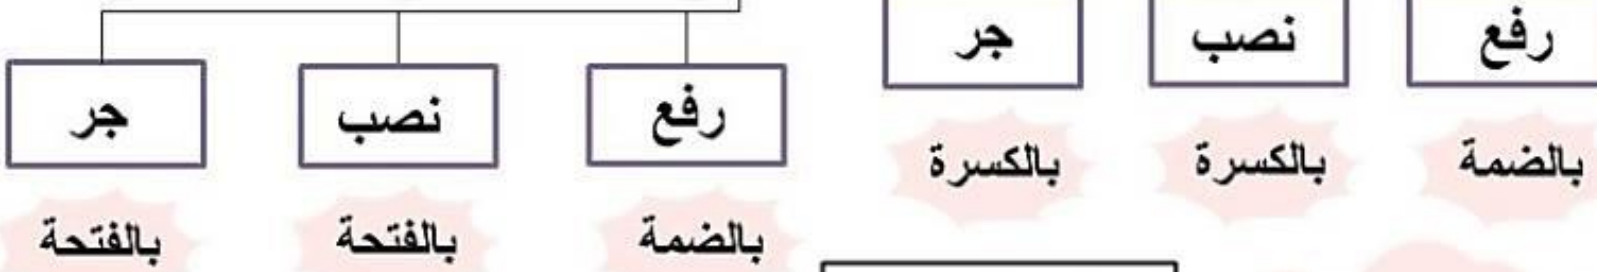 رفع نصب جر
بالضمة بالكسرة بالكسرة
رفع نصب جر
بالضمة بالفتحة بالفتحة